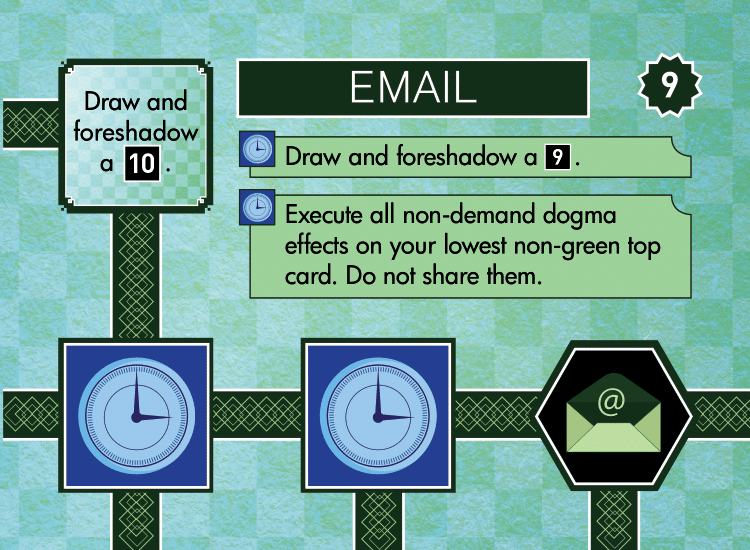 Draw and
foreshadow
a 10 .
EMAIL
9
Draw and foreshadow a 9 .
Execute all non-demand dogma
effects on your lowest non-green top
card. Do not share them.
@